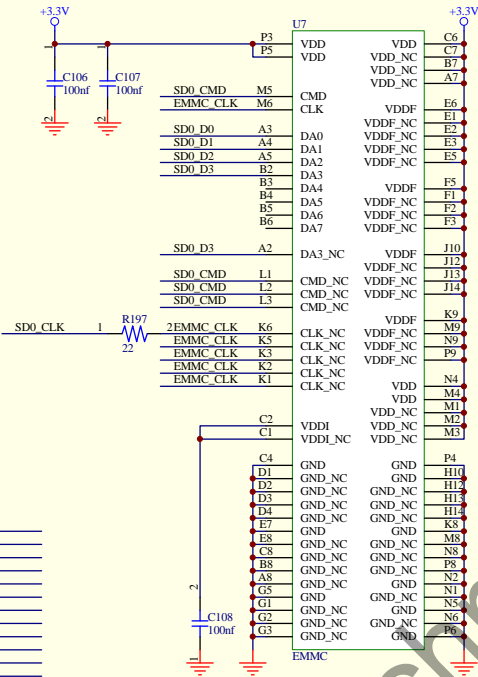 +3.3V
+3.3V
U7
P3 VDD VDD C6
P5 VDD VDD_NC C7
VDD_NC B7
VDD_NC A7
1 1
C106 C107
100nf 100nf
2 2
SD0_CMD M5 CMD
EMMC_CLK M6 CLK VDDF E6
VDDF_NC E1
SD0_D0 A3 DA0 VDDF_NC E2
SD0_D1 A4 DA1 VDDF_NC E3
SD0_D2 A5 DA2 VDDF_NC E5
SD0_D3 B2 DA3
B3 DA4 VDDF F5
B4 DA5 VDDF_NC F1
B5 DA6 VDDF_NC F2
B6 DA7 VDDF_NC F3
SD0_D3 A2 DA3_NC VDDF J10
VDDF_NC J12
SD0_CMD L1 CMD_NC VDDF_NC J13
SD0_CMD L2 CMD_NC VDDF_NC J14
SD0_CMD L3 CMD_NC
R197 VDDF K9
SD0_CLK 1 2 EMMC_CLK K6 CLK_NC VDDF_NC M9
22 EMMC_CLK K5 CLK_NC VDDF_NC N9
EMMC_CLK K3 CLK_NC VDDF_NC P9
EMMC_CLK K2 CLK_NC
EMMC_CLK K1 CLK_NC VDD N4
VDD M4
VDD_NC M1
C2 VDDI VDD_NC M2
C1 VDDI_NC VDD_NC M3
C4 GND GND P4
D1 GND_NC GND H10
D2 GND_NC GND_NC H12
D3 GND_NC GND_NC H13
D4 GND_NC GND_NC H14
E7 GND GND K8
E8 GND_NC GND_NC M8
C8 GND_NC GND_NC N8
B8 GND_NC GND_NC P8
A8 GND_NC GND N2
G5 GND GND_NC N1
G1 GND_NC GND N5
G2 GND_NC GND_NC N6
G3 GND_NC GND P6
2
C108
100nf
1
EMMC